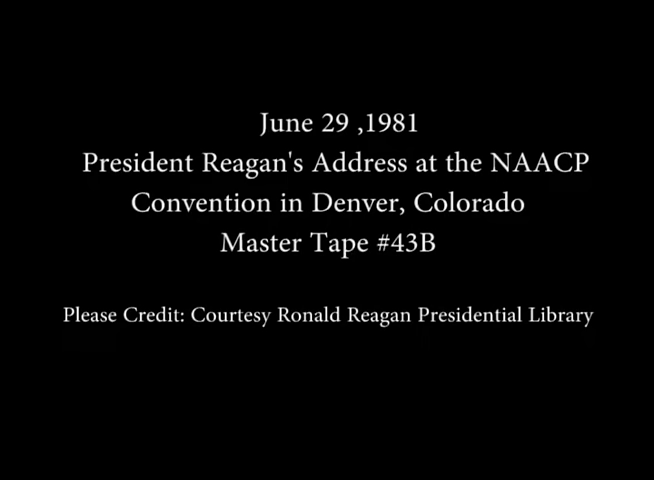 June 29 ,1981
President Reagan's Address at the NAACP
Convention in Denver, Colorado
Master Tape #43B
Please Credit: Courtesy Ronald Reagan Presidential Library